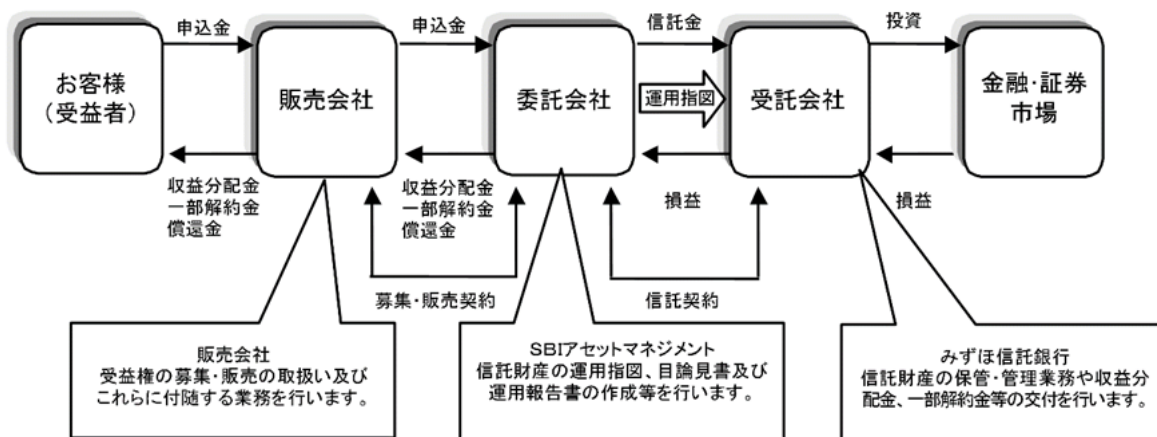 申込金
申込金
信託金
投資
お客様
(受益者)
販売会社
委託会社
運用指図
受託会社
金融・証券
市場
収益分配金
一部解約金
償還金
収益分配金
一部解約金
償還金
損益
損益
募集・販売契約
信託契約
販売会社
受益権の募集・販売の取扱い及び
これらに付随する業務を行います。
SBIアセットマネジメント
信託財産の運用指図、目論見書及び
運用報告書の作成等を行います。
みずほ信託銀行
信託財産の保管・管理業務や収益分
配金、一部解約金等の交付を行います。